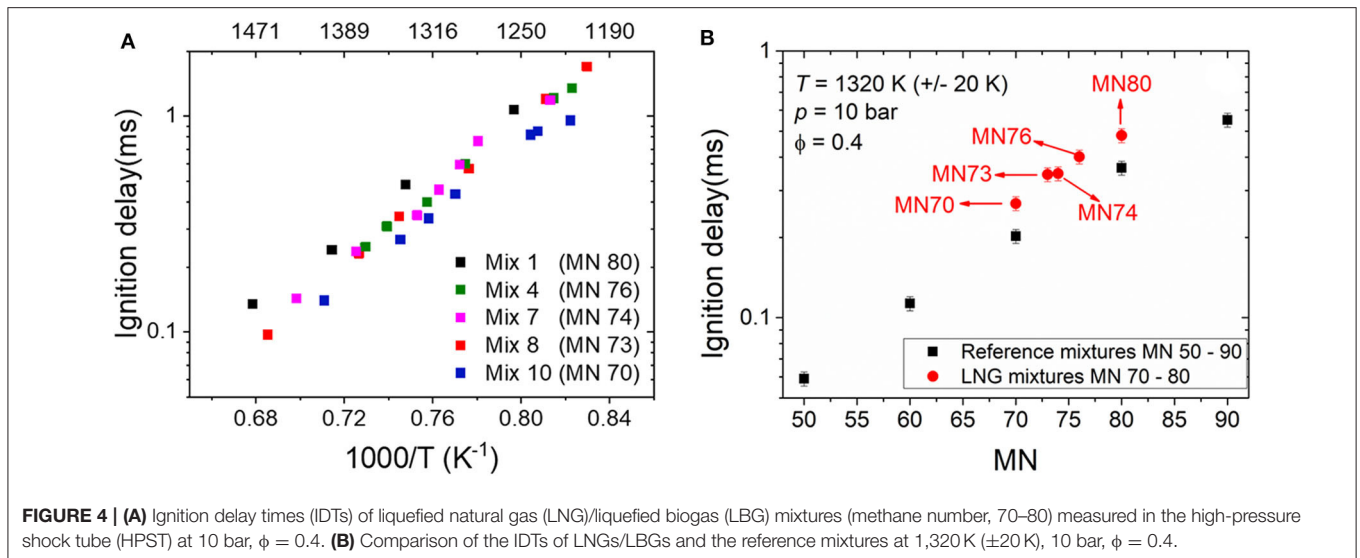 A
1471 1389 1316 1250 1190
Ignition delay(ms)
1
0.1
Mix 1 (MN 80)
Mix 4 (MN 76)
Mix 7 (MN 74)
Mix 8 (MN 73)
Mix 10 (MN 70)
0.68 0.72 0.76 0.80 0.84
1000/T (K⁻¹)
B
Ignition delay(ms)
1
0.1
T = 1320 K (+/- 20 K)
p = 10 bar
ϕ = 0.4
MN80
MN76
MN73
MN74
MN70
Reference mixtures MN 50 - 90
LNG mixtures MN 70 - 80
50 55 60 65 70 75 80 85 90
MN
FIGURE 4 | (A) Ignition delay times (IDTs) of liquefied natural gas (LNG)/liquefied biogas (LBG) mixtures (methane number, 70–80) measured in the high-pressure
shock tube (HPST) at 10 bar, ϕ = 0.4. (B) Comparison of the IDTs of LNGs/LBGs and the reference mixtures at 1,320 K (±20 K), 10 bar, ϕ = 0.4.